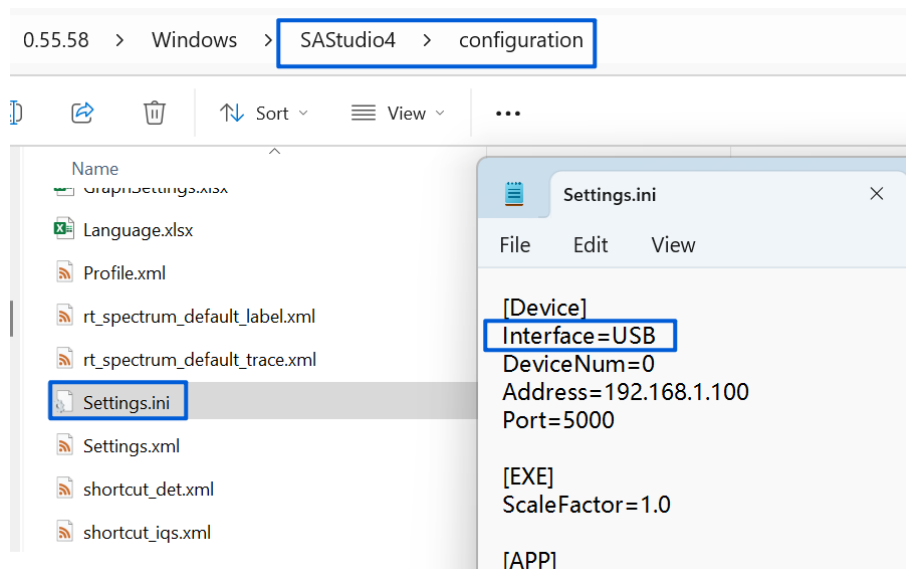 0.55.58 > Windows > SAStudio4 > configuration
Sort
View
Name
GraphSettings.xlsx
Language.xlsx
Profile.xml
rt_spectrum_default_label.xml
rt_spectrum_default_trace.xml
Settings.ini
Settings.xml
shortcut_det.xml
shortcut_iqs.xml
Settings.ini
File Edit View
[Device]
Interface=USB
DeviceNum=0
Address=192.168.1.100
Port=5000
[EXE]
ScaleFactor=1.0
[APP]